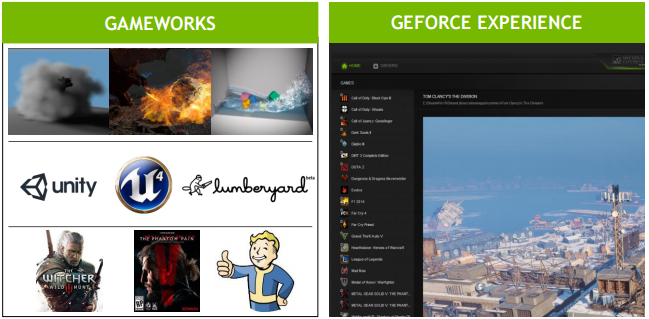 GAMEWORKS
GEFORCE EXPERIENCE
unity
4
lumberyard
beta
THE
WITCHER
WILD HUNT
THE PHANTOM PAIN
HOME
DRIVERS
GAMES
Call of Duty: Black Ops III
Call of Duty: Ghosts
Call of Juarez: Gunslinger
Dark Souls II
Diablo III
DiRT 3 Complete Edition
DOTA 2
Dungeons & Dragons Neverwinter
Evolve
F1 2014
Far Cry 4
Far Cry Primal
Grand Theft Auto V
Hearthstone: Heroes of Warcraft
League of Legends
Mad Max
Medal of Honor: Warfighter
METAL GEAR SOLID V: THE PHANT...
METAL GEAR SOLID V: THE PHANT...
TOM CLANCY'S THE DIVISION